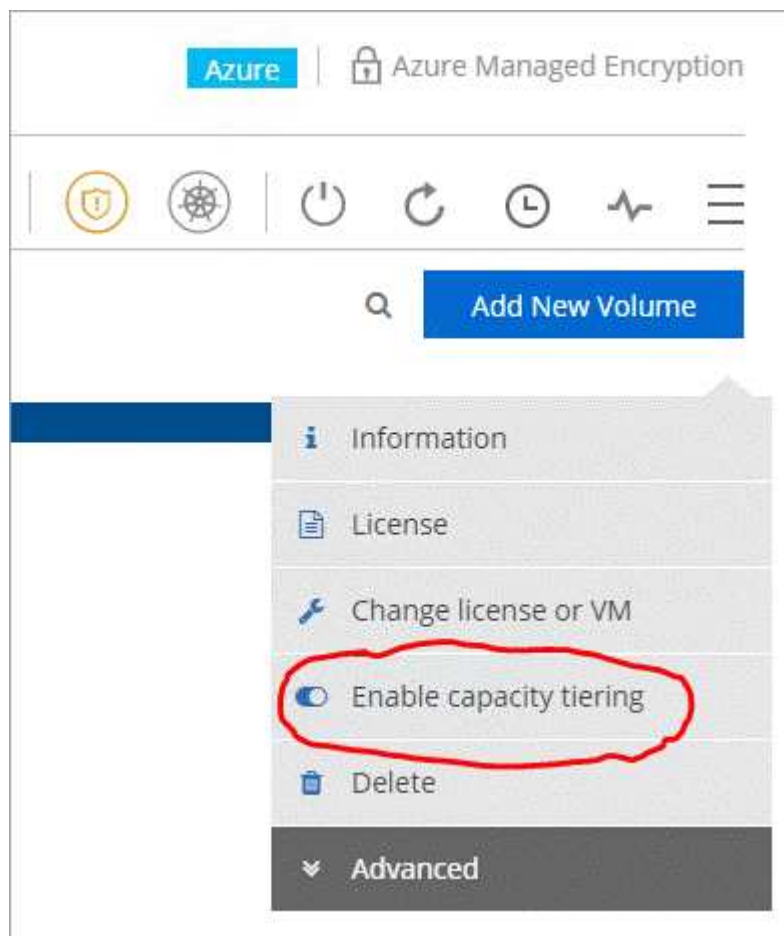 Azure
Azure Managed Encryption
Add New Volume
Information
License
Change license or VM
Enable capacity tiering
Delete
Advanced